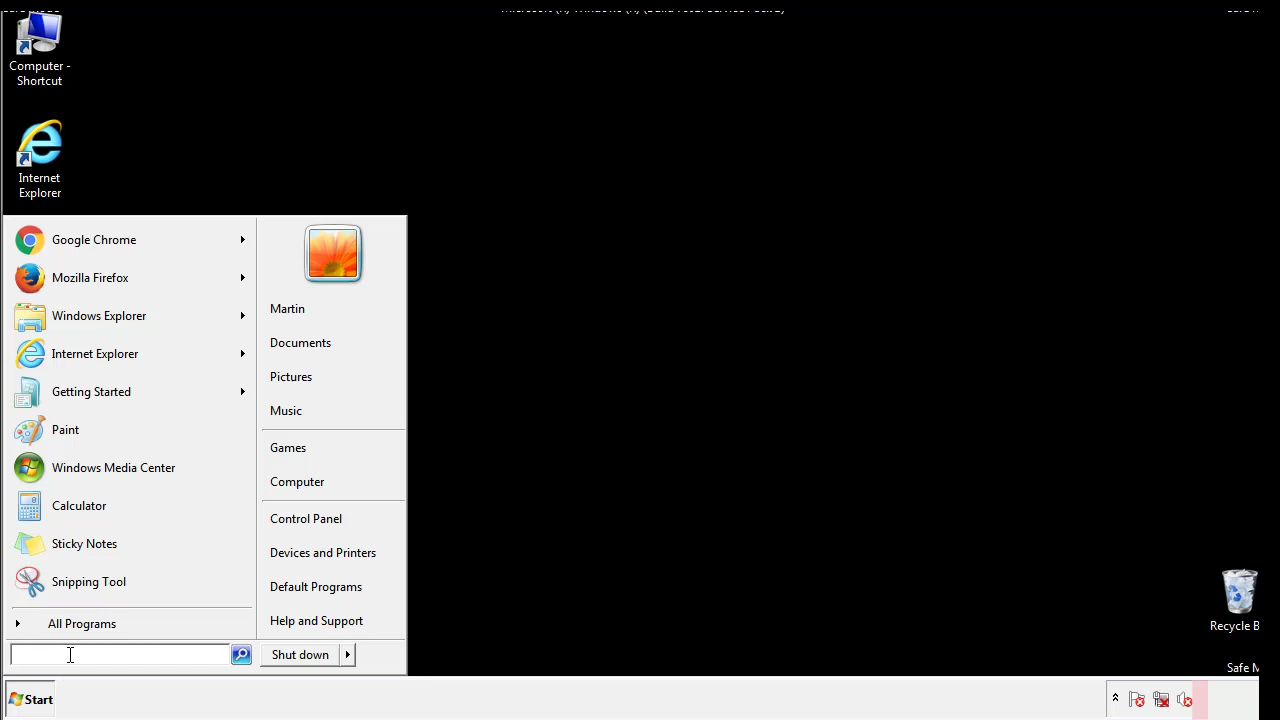 Computer -
Shortcut
Internet
Explorer
Google Chrome
Mozilla Firefox
Windows Explorer
Internet Explorer
Getting Started
Paint
Windows Media Center
Calculator
Sticky Notes
Snipping Tool
All Programs
Martin
Documents
Pictures
Music
Games
Computer
Control Panel
Devices and Printers
Default Programs
Help and Support
Shut down
Recycle B
Safe M
Start